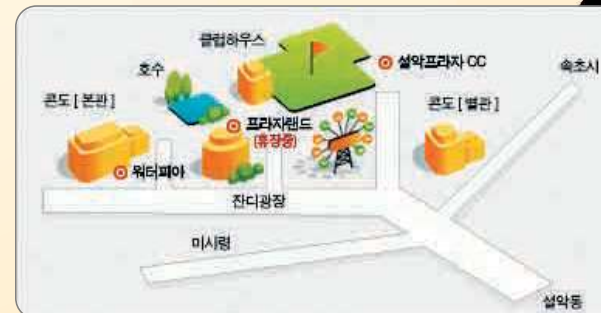 클럽하우스
호수
설악프라자 CC
속초시
콘도 [ 본관 ]
프라자랜드
(휴장중)
콘도 [ 별관 ]
워터피아
잔디광장
미시령
설악동